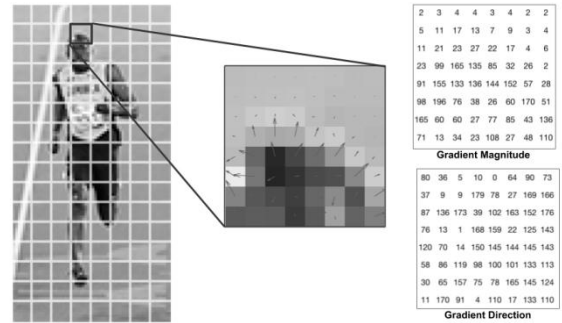 2 3 4 4 3 4 2 2
5 11 17 13 7 9 3 4
11 21 23 27 22 17 4 6
23 99 165 135 85 32 26 2
91 155 133 136 144 152 57 28
98 196 76 38 26 60 170 51
165 60 60 27 77 85 43 136
71 13 34 23 108 27 48 110
Gradient Magnitude
80 36 5 10 0 64 90 73
37 9 9 179 78 27 169 166
87 136 173 39 102 163 152 176
76 13 1 168 159 22 125 143
120 70 14 150 145 144 145 143
58 86 119 98 100 101 133 113
30 65 157 75 78 165 145 124
11 170 91 4 110 17 133 110
Gradient Direction